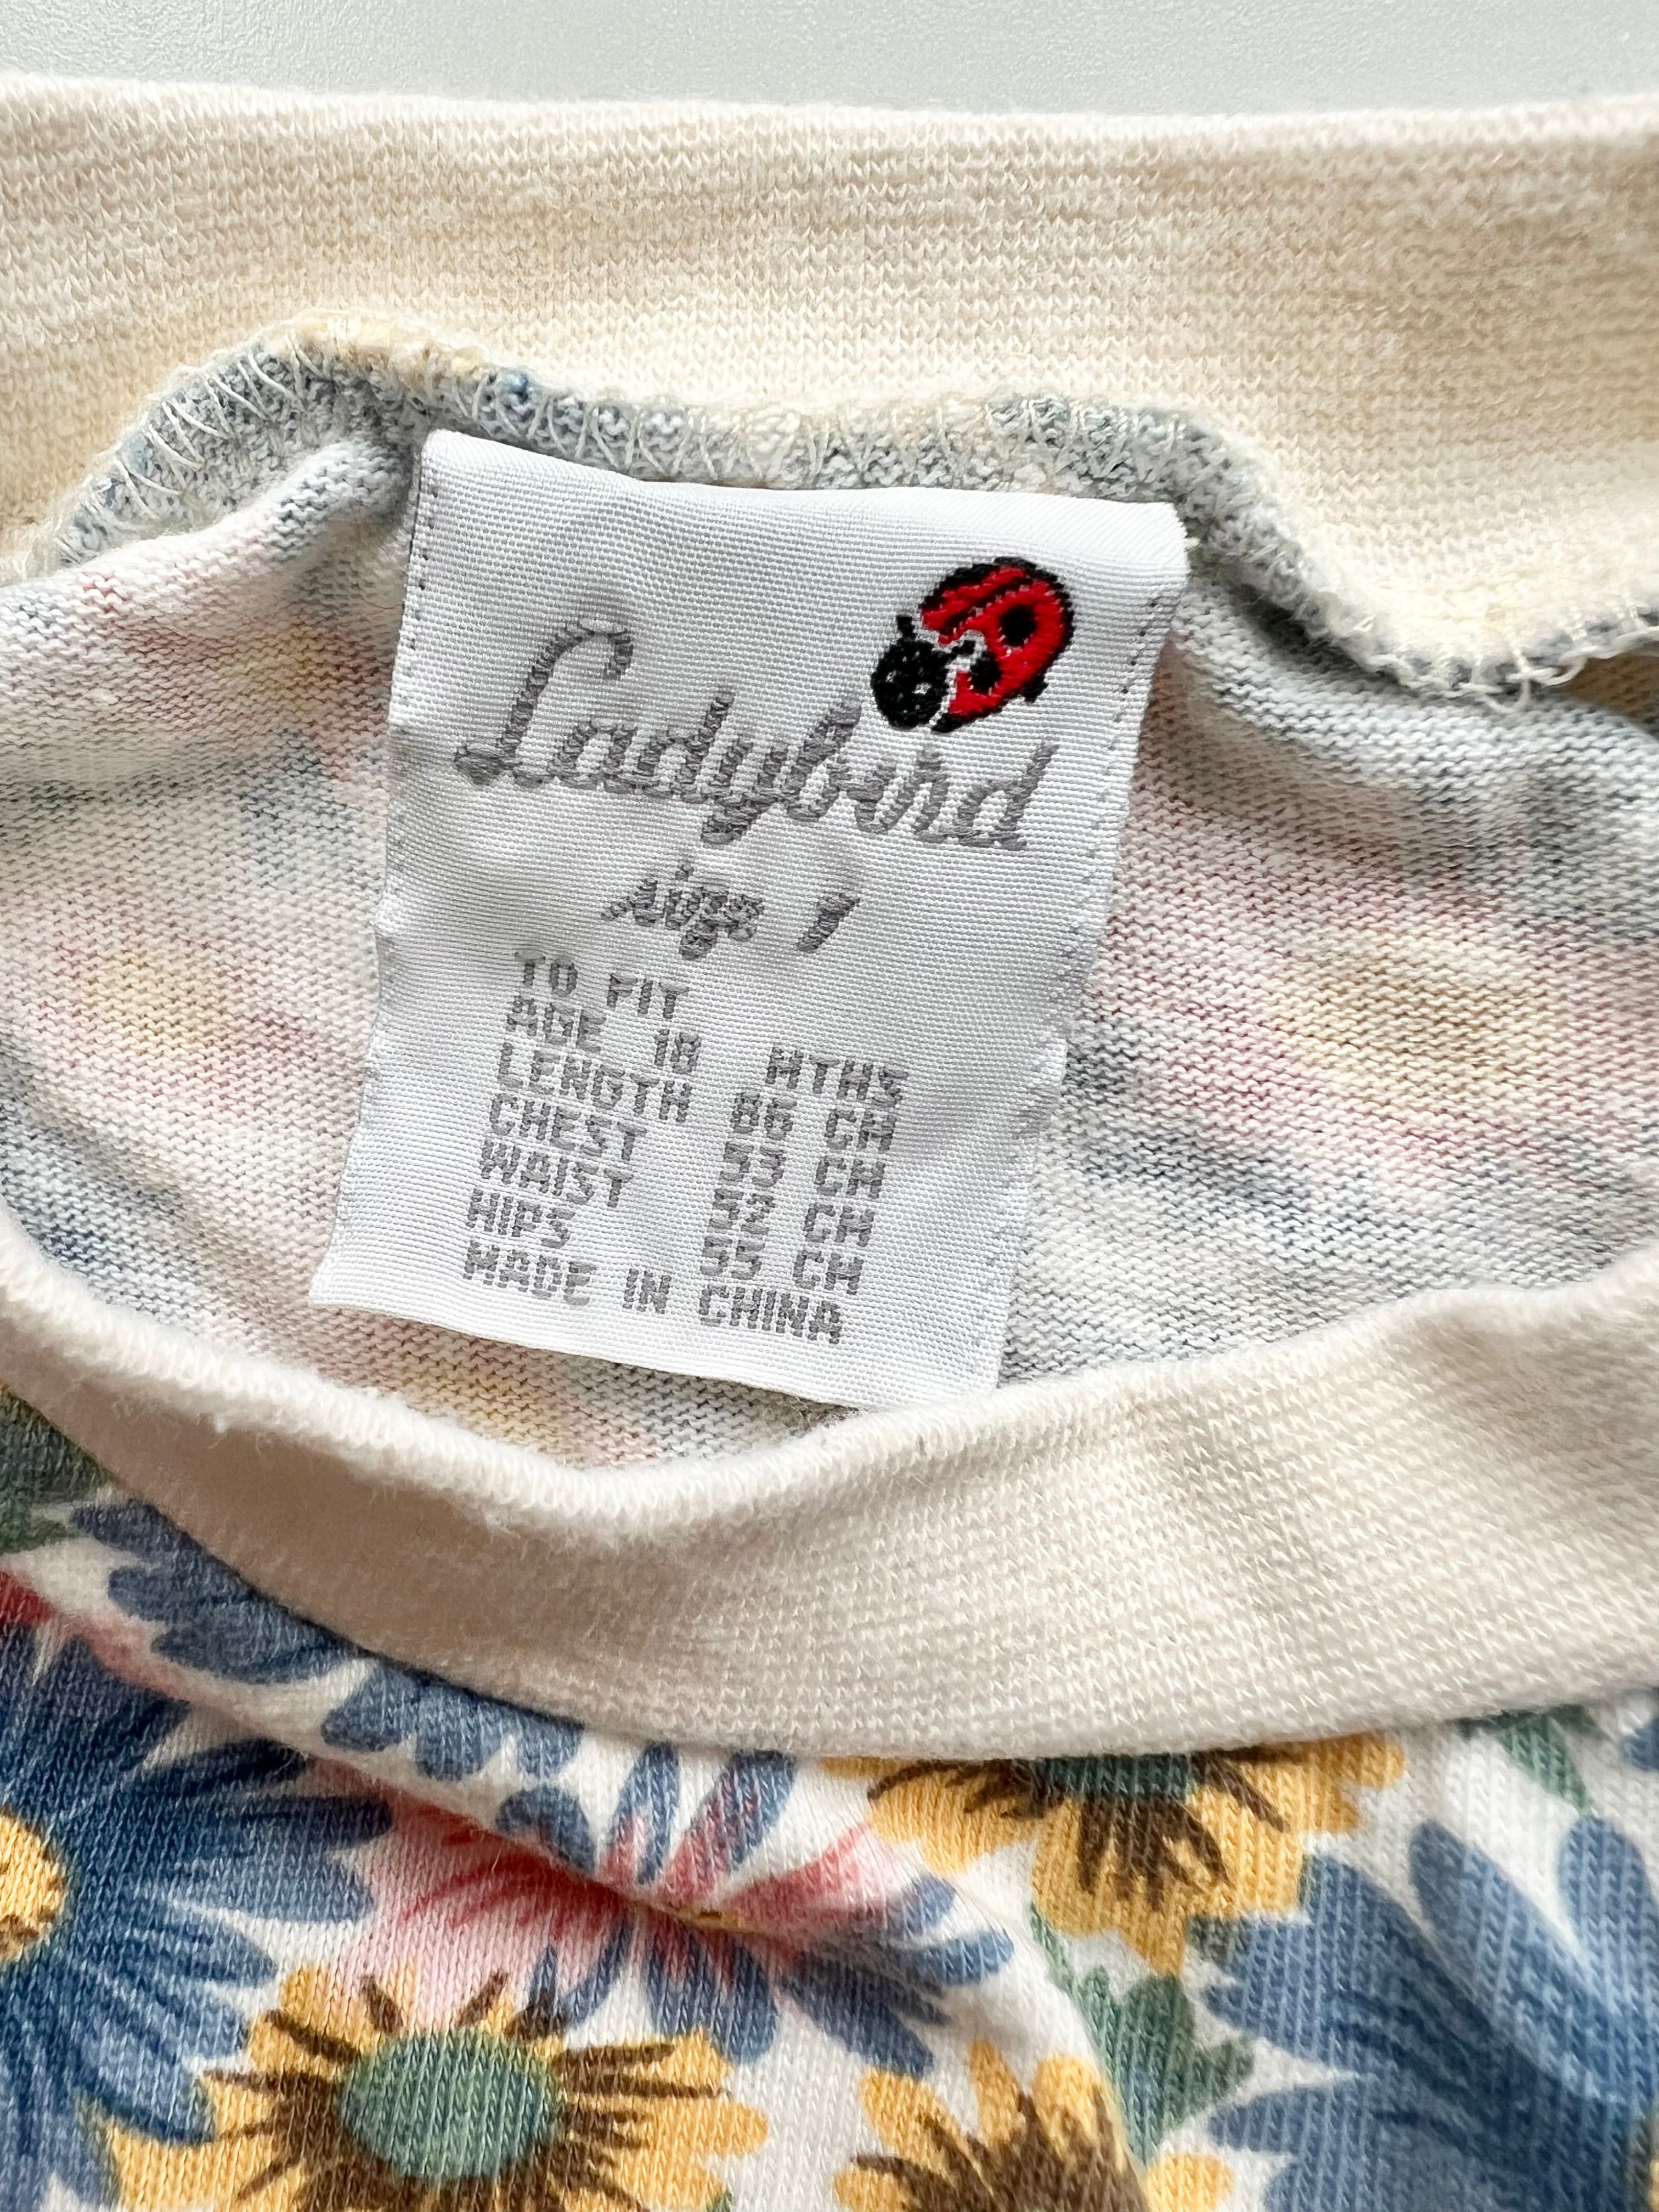 Ladybird
size 1
TO FIT
AGE 18 MTHS
LENGTH 86 CM
CHEST 53 CM
WAIST 52 CM
HIPS 55 CM
MADE IN CHINA